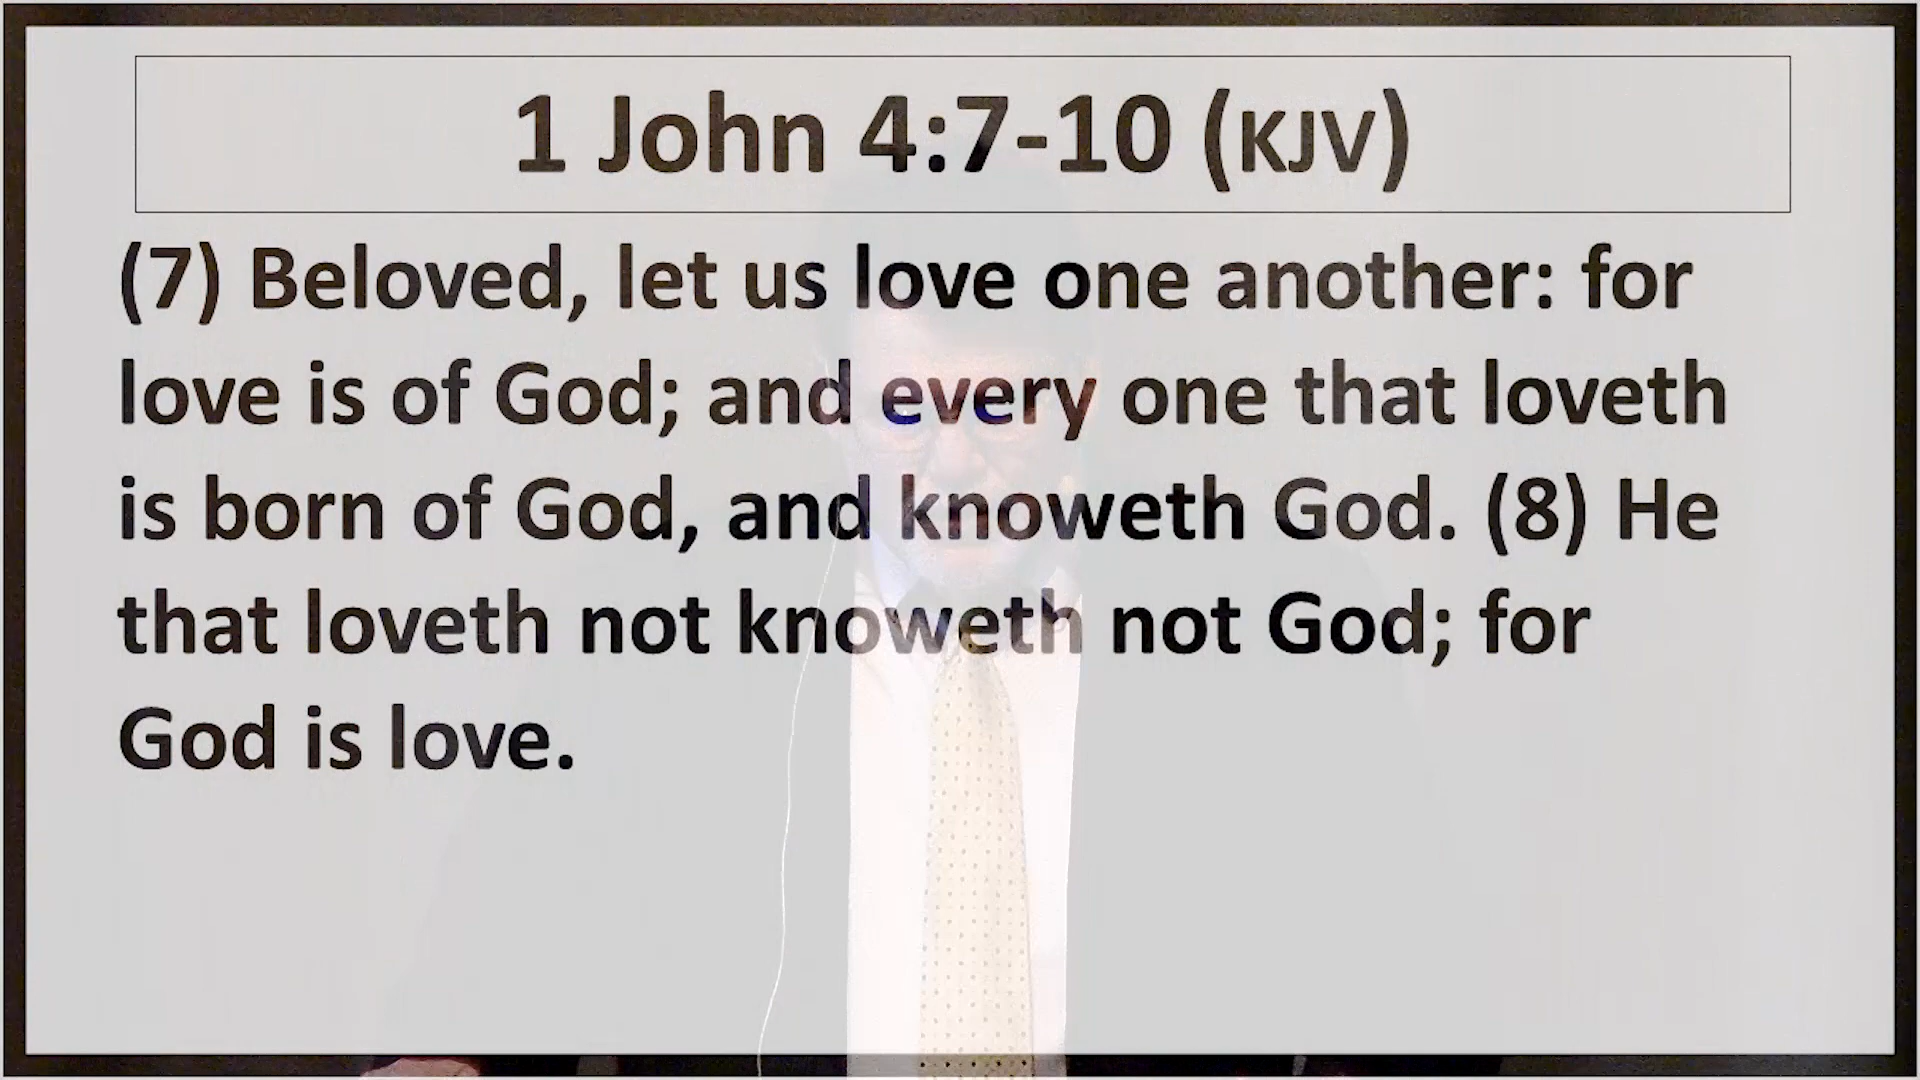 1 John 4:7-10 (KJV)
(7) Beloved, let us love one another: for
love is of God; and every one that loveth
is born of God, and knoweth God. (8) He
that loveth not knoweth not God; for
God is love.